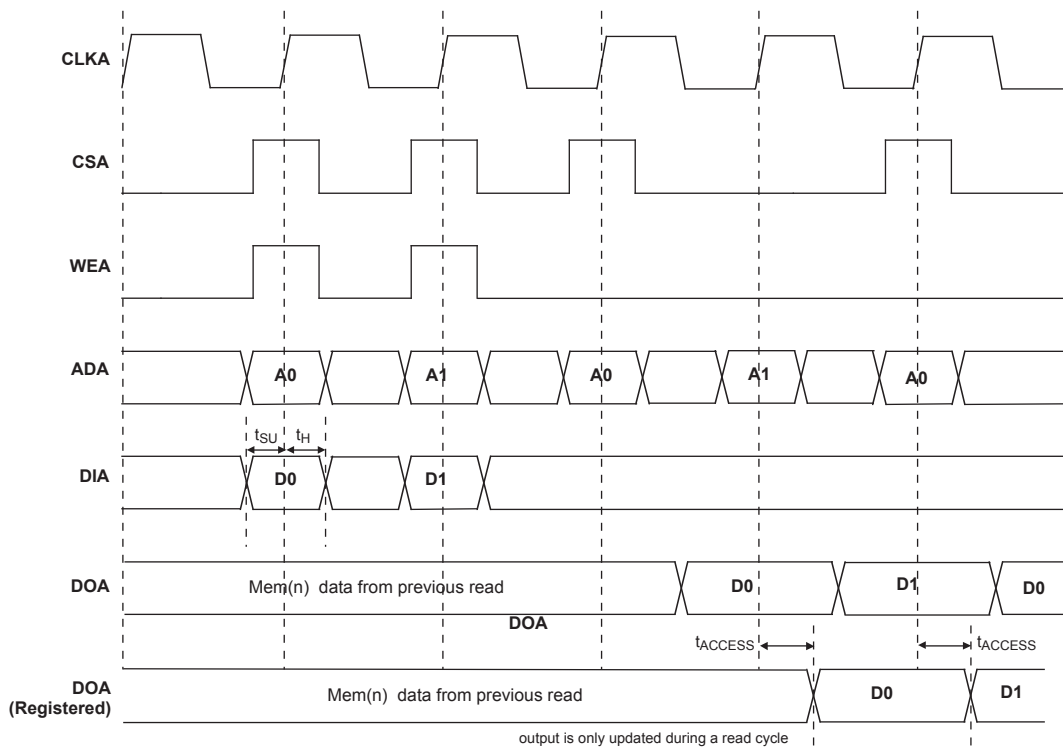 CLKA
CSA
WEA
ADA
A0 A1 A0 A1 A0
tSU tH
DIA
D0 D1
DOA
Mem(n) data from previous read D0 D1 D0
DOA
tACCESS tACCESS
DOA
(Registered)
Mem(n) data from previous read D0 D1
output is only updated during a read cycle